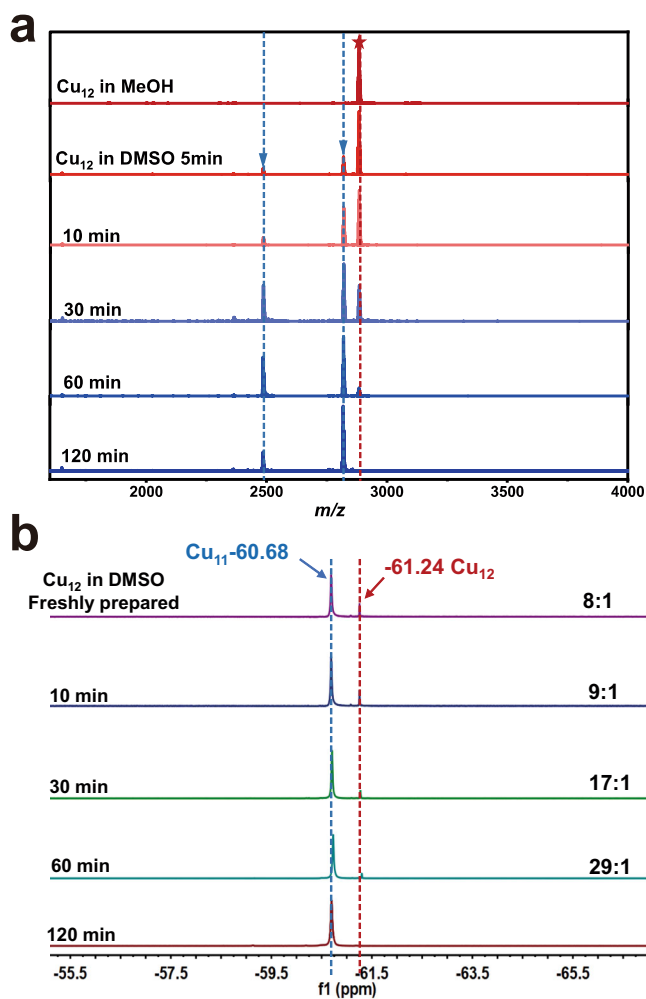 a
Cu₁₂ in MeOH
Cu₁₂ in DMSO 5min
10 min
30 min
60 min
120 min
2000 2500 3000 3500 4000
m/z
b
Cu₁₁-60.68
-61.24 Cu₁₂
Cu₁₂ in DMSO
Freshly prepared
8:1
10 min
9:1
30 min
17:1
60 min
29:1
120 min
-55.5 -57.5 -59.5 -61.5 -63.5 -65.5
f1 (ppm)